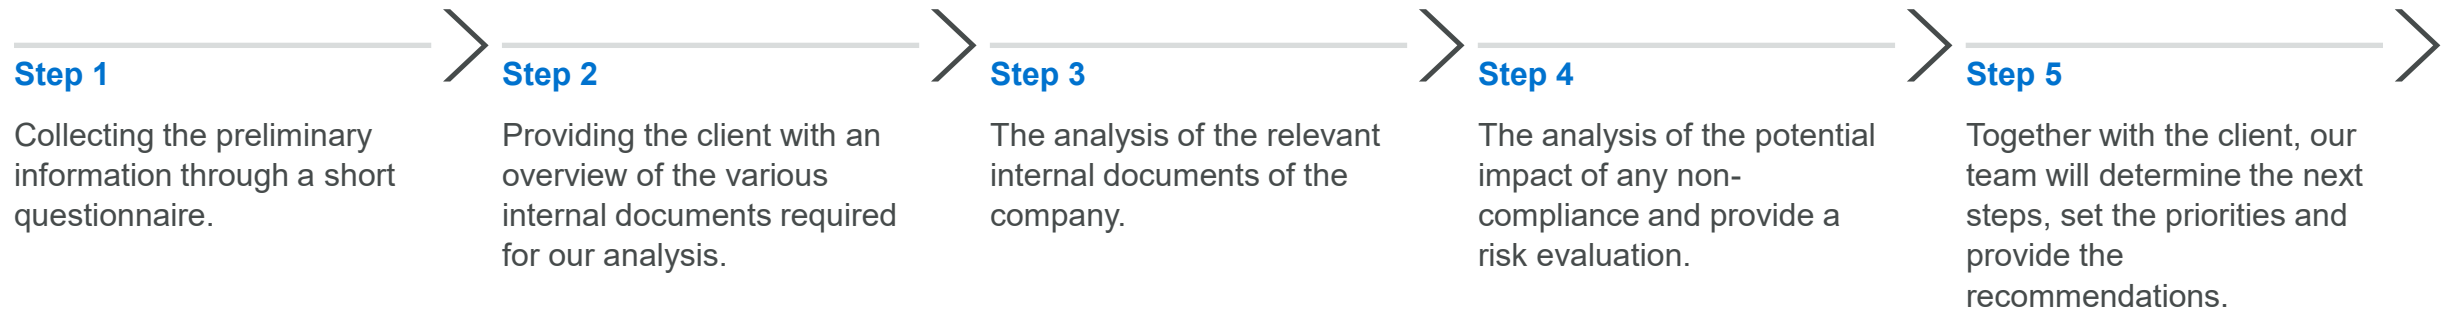 Step 1
Collecting the preliminary
information through a short
questionnaire.
Step 2
Providing the client with an
overview of the various
internal documents required
for our analysis.
Step 3
The analysis of the relevant
internal documents of the
company.
Step 4
The analysis of the potential
impact of any non-
compliance and provide a
risk evaluation.
Step 5
Together with the client, our
team will determine the next
steps, set the priorities and
provide the
recommendations.